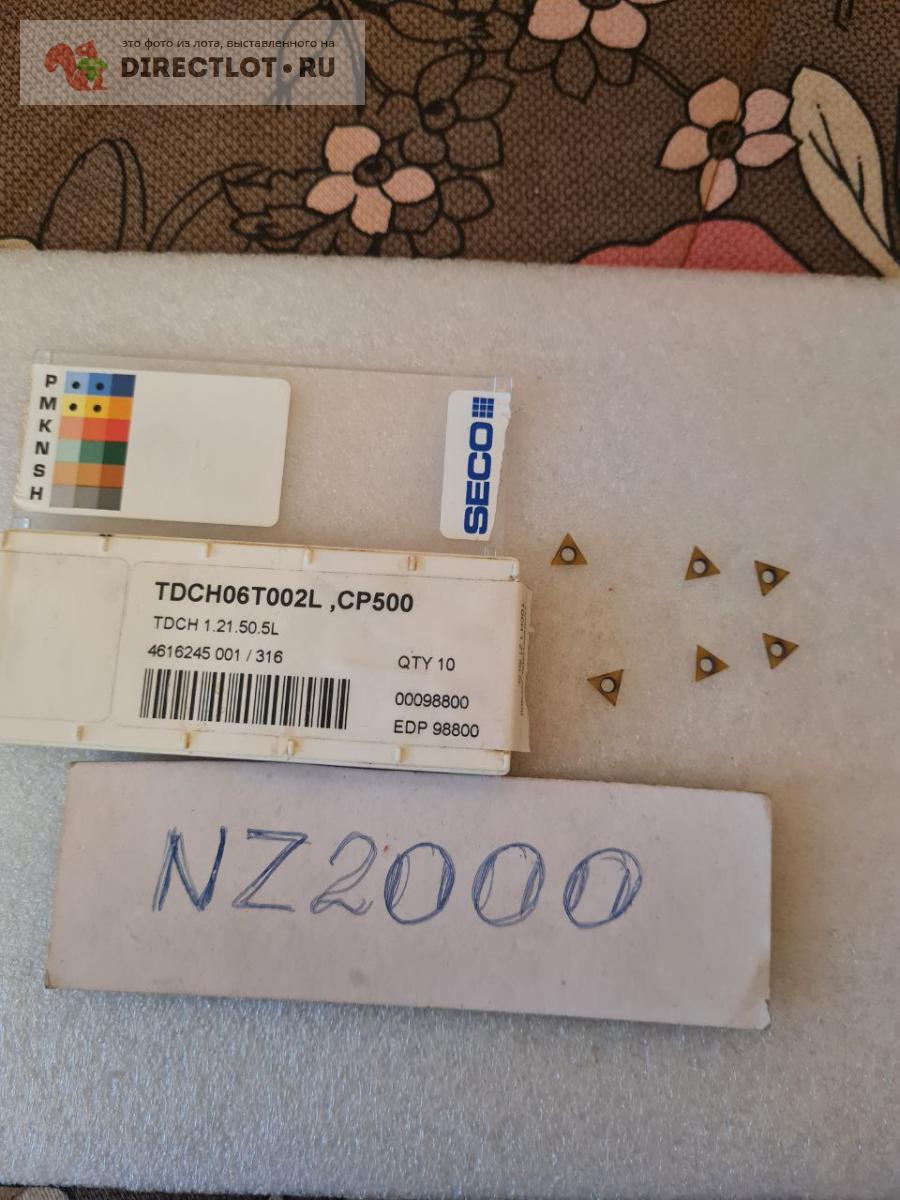 это фото из лота, выставленного на
DIRECTLOT•RU
P
M
K
N
S
H
SECO
TDCH06T002L ,CP500
TDCH 1.21.50.5L
4616245 001 / 316
QTY 10
00098800
EDP 98800
NZ2000